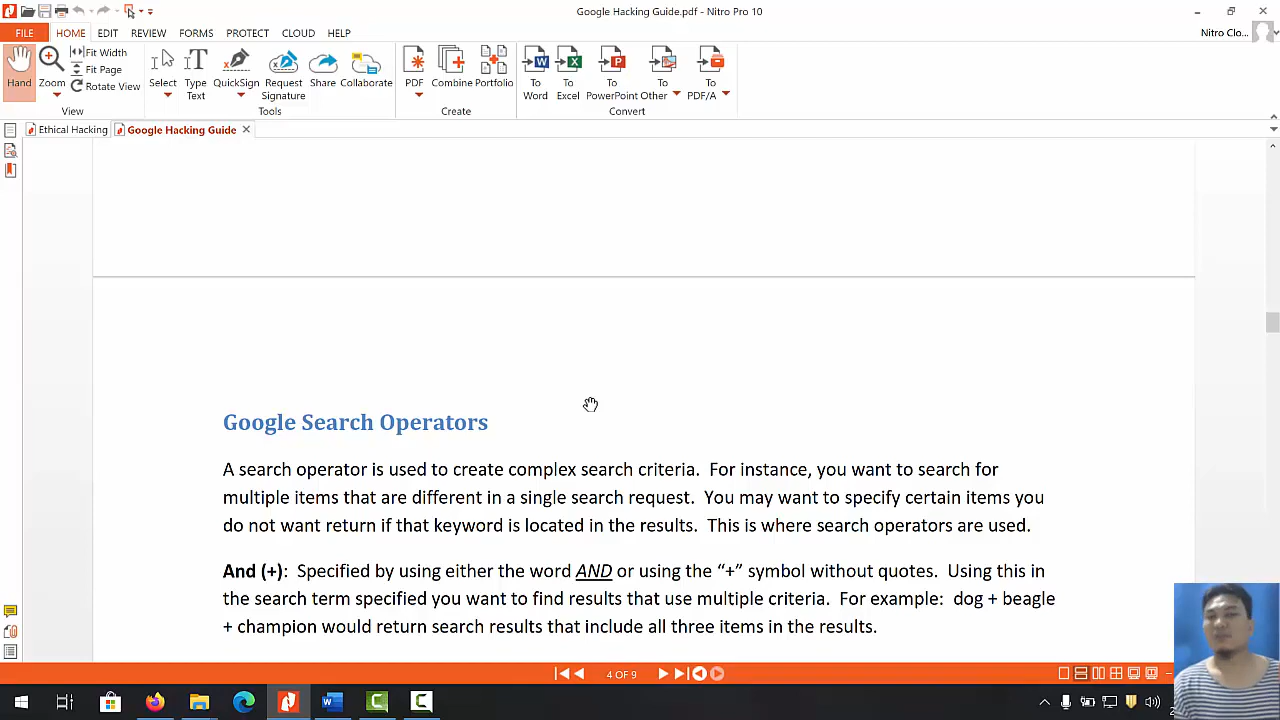 Google Hacking Guide.pdf - Nitro Pro 10
FILE HOME EDIT REVIEW FORMS PROTECT CLOUD HELP
Nitro Clo...
Hand
Zoom
Fit Width
Fit Page
Rotate View
View
Select
Type Text
QuickSign
Request Signature
Share
Collaborate
Tools
PDF
Combine
Portfolio
Create
To Word
To Excel
To PowerPoint
To Other
To PDF/A
Convert
Ethical Hacking
Google Hacking Guide
Google Search Operators
A search operator is used to create complex search criteria. For instance, you want to search for
multiple items that are different in a single search request. You may want to specify certain items you
do not want return if that keyword is located in the results. This is where search operators are used.
And (+): Specified by using either the word AND or using the “+” symbol without quotes. Using this in
the search term specified you want to find results that use multiple criteria. For example: dog + beagle
+ champion would return search results that include all three items in the results.
4 OF 9